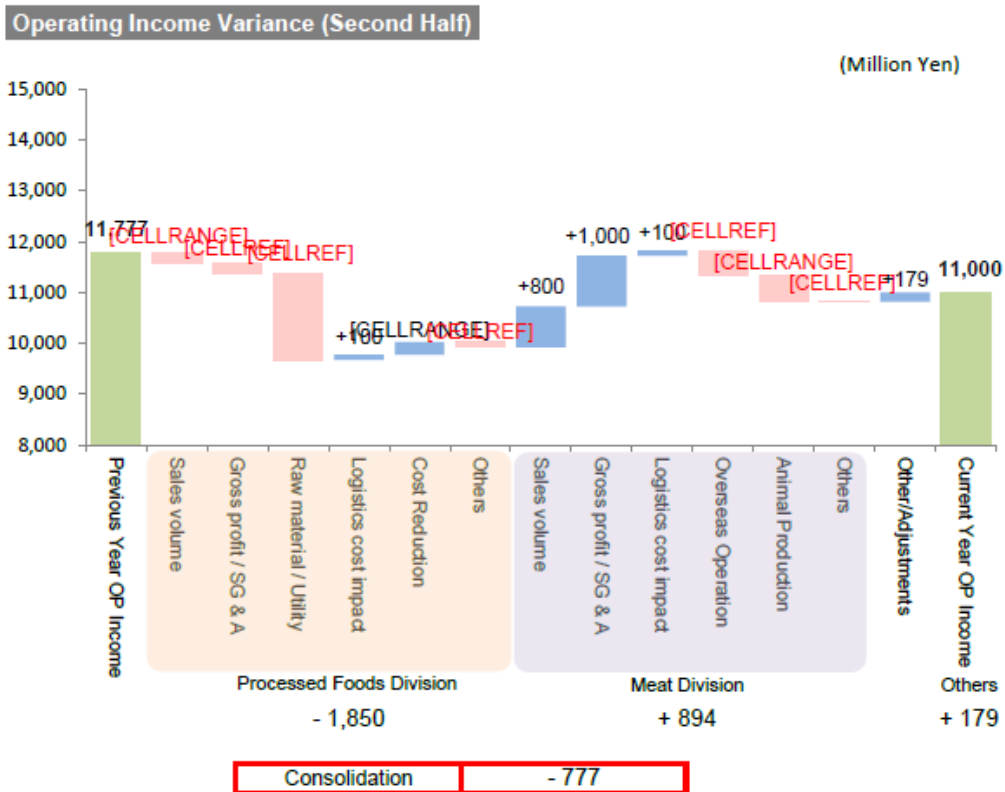 Operating Income Variance (Second Half)
(Million Yen)
15,000
14,000
13,000
12,000
11,000
10,000
9,000
8,000
11,777
[CELLRANGE]
[CELLREF]
[CELLREF]
+100
[CELLRANGE]
[CELLREF]
+800
+1,000
+100
[CELLREF]
[CELLRANGE]
[CELLREF]
+179
11,000
Previous Year OP Income
Sales volume
Gross profit / SG & A
Raw material / Utility
Logistics cost impact
Cost Reduction
Others
Sales volume
Gross profit / SG & A
Logistics cost impact
Overseas Operation
Animal Production
Others
Other/Adjustments
Current Year OP Income
Processed Foods Division
Meat Division
Others
- 1,850
+ 894
+ 179
Consolidation
- 777